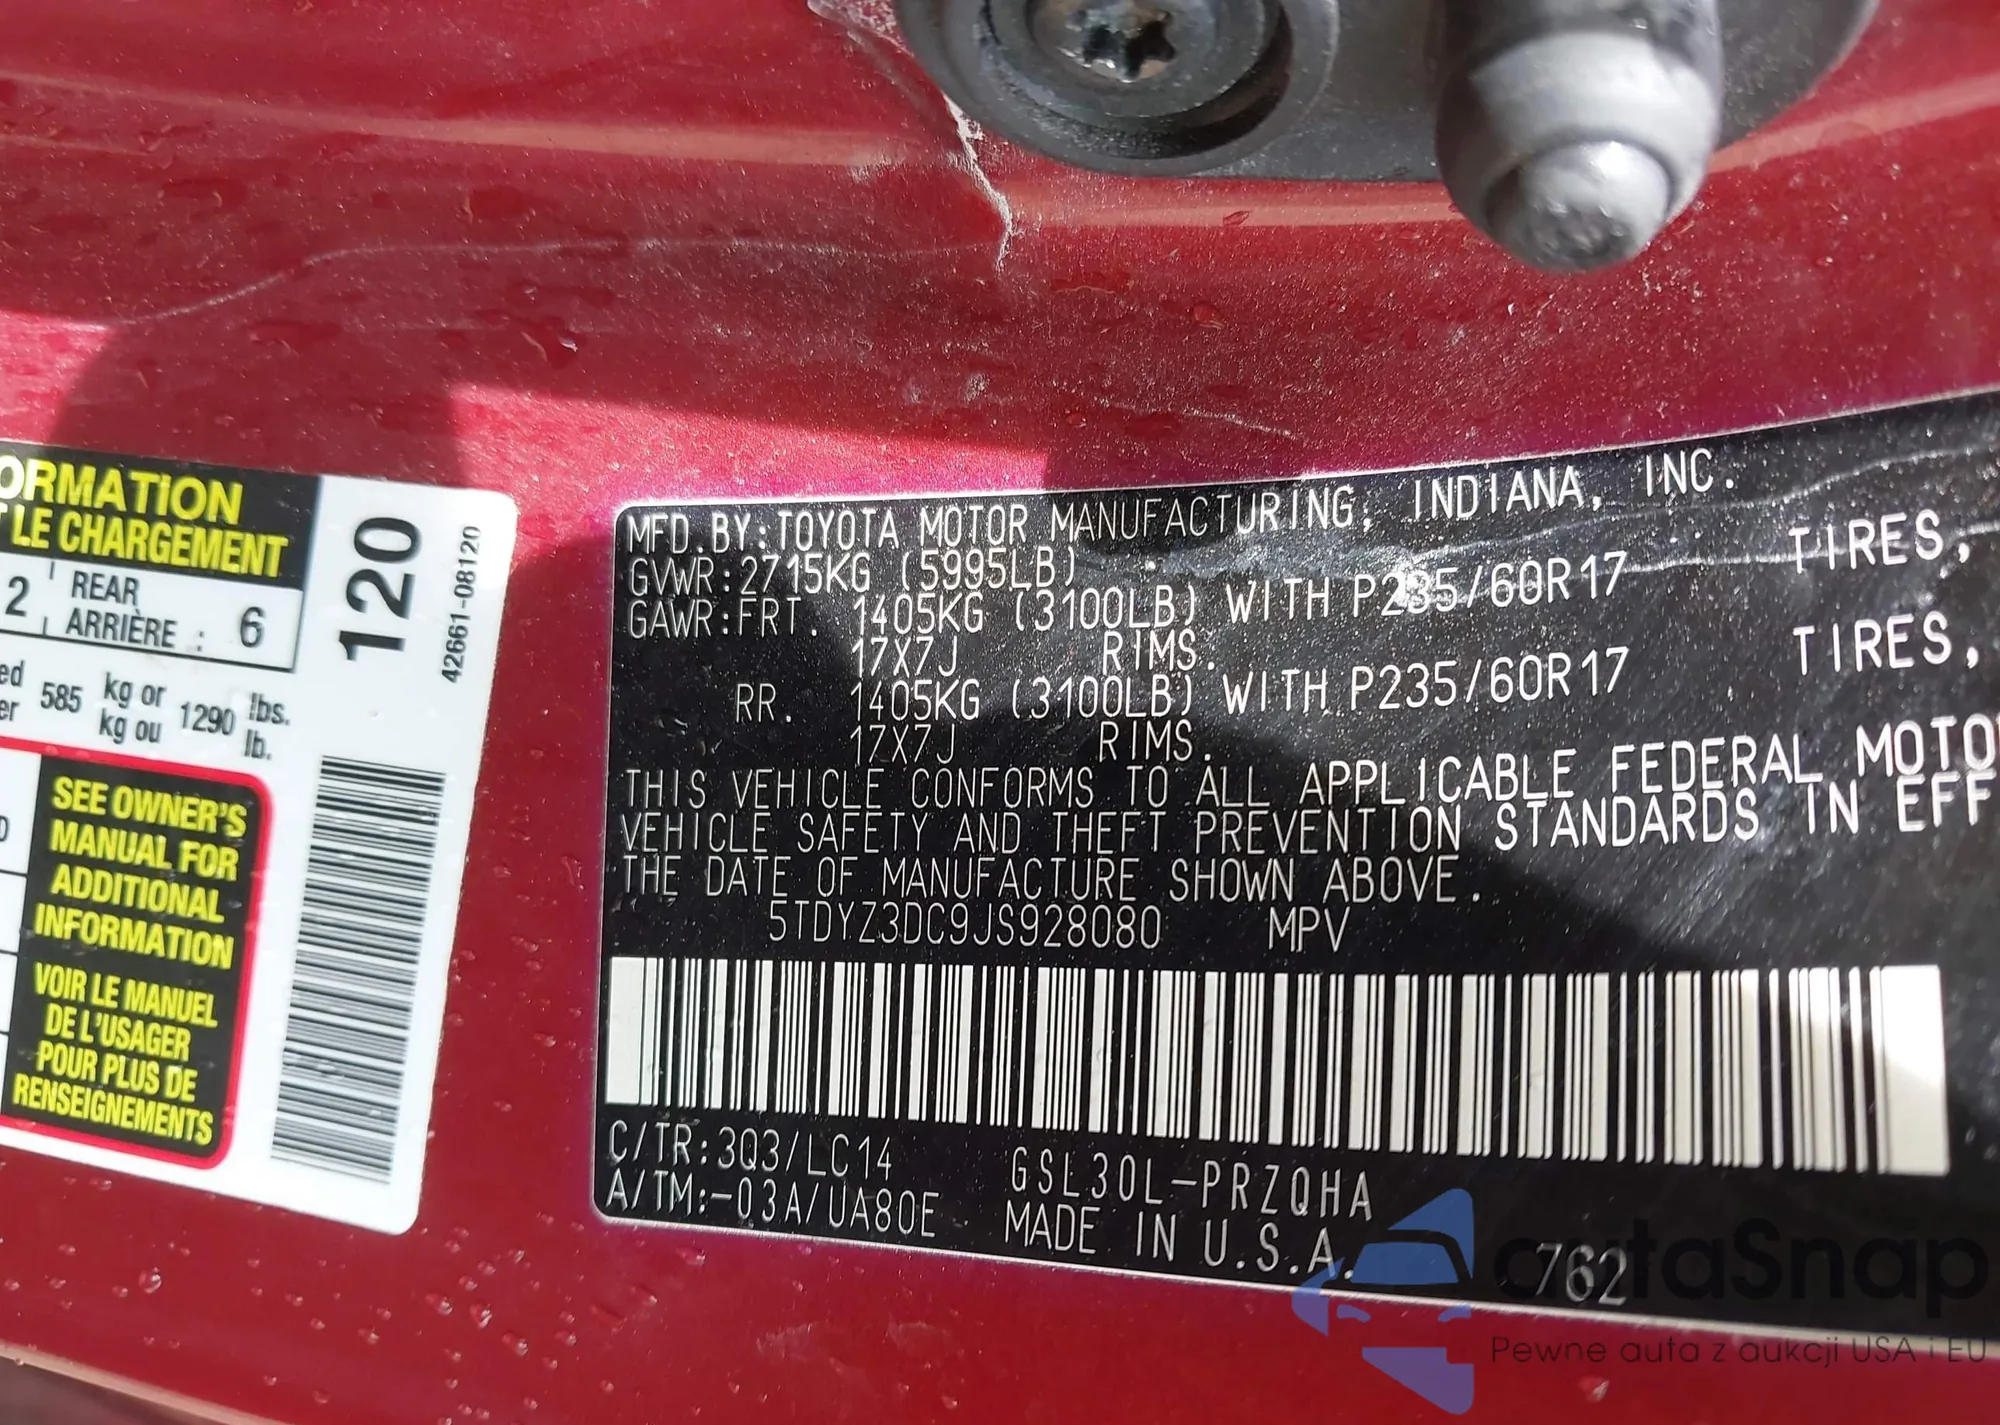 ORMATION
T LE CHARGEMENT
2 REAR
ARRIÈRE : 6
ed
er 585 kg or
kg ou 1290 lbs.
lb.
SEE OWNER'S
MANUAL FOR
ADDITIONAL
INFORMATION
VOIR LE MANUEL
DE L'USAGER
POUR PLUS DE
RENSEIGNEMENTS
120
42661-08120
MFD.BY:TOYOTA MOTOR MANUFACTURING, INDIANA, INC.
GVWR:2715KG (5995LB)
GAWR:FRT. 1405KG (3100LB) WITH P235/60R17 TIRES,
17X7J RIMS.
RR. 1405KG (3100LB) WITH P235/60R17 TIRES,
17X7J RIMS.
THIS VEHICLE CONFORMS TO ALL APPLICABLE FEDERAL MOTO
VEHICLE SAFETY AND THEFT PREVENTION STANDARDS IN EFF
THE DATE OF MANUFACTURE SHOWN ABOVE.
5TDYZ3DC9JS928080 MPV
C/TR:3Q3/LC14 GSL30L-PRZQHA
A/TM:-03A/UA80E MADE IN U.S.A.
762
autaSnap
Pewne auta z aukcji USA i EU